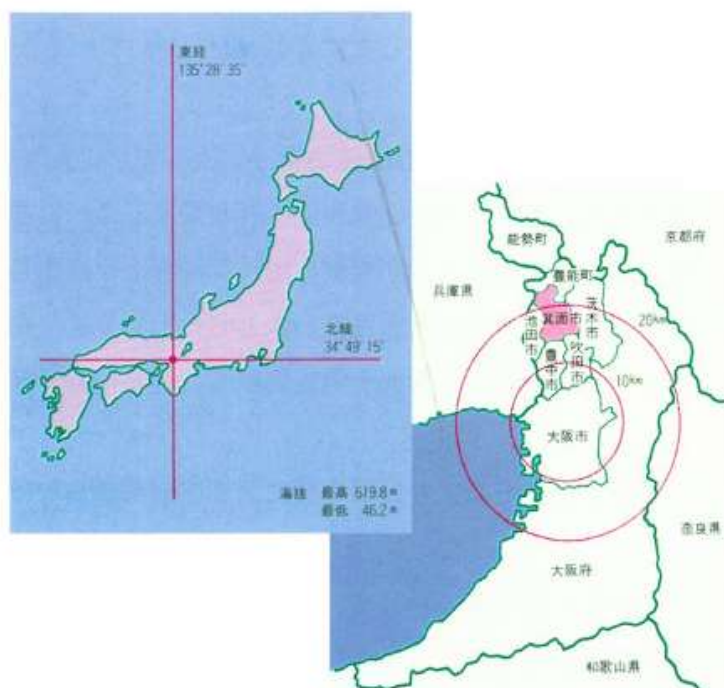 東経
135°28′35″
北緯
34°49′15″
海抜 最高 619.8m
最低 46.2m
能勢町
京都府
豊能町
兵庫県
茨木市
箕面市
池田市
豊中市
吹田市
20km
10km
大阪市
奈良県
大阪府
和歌山県